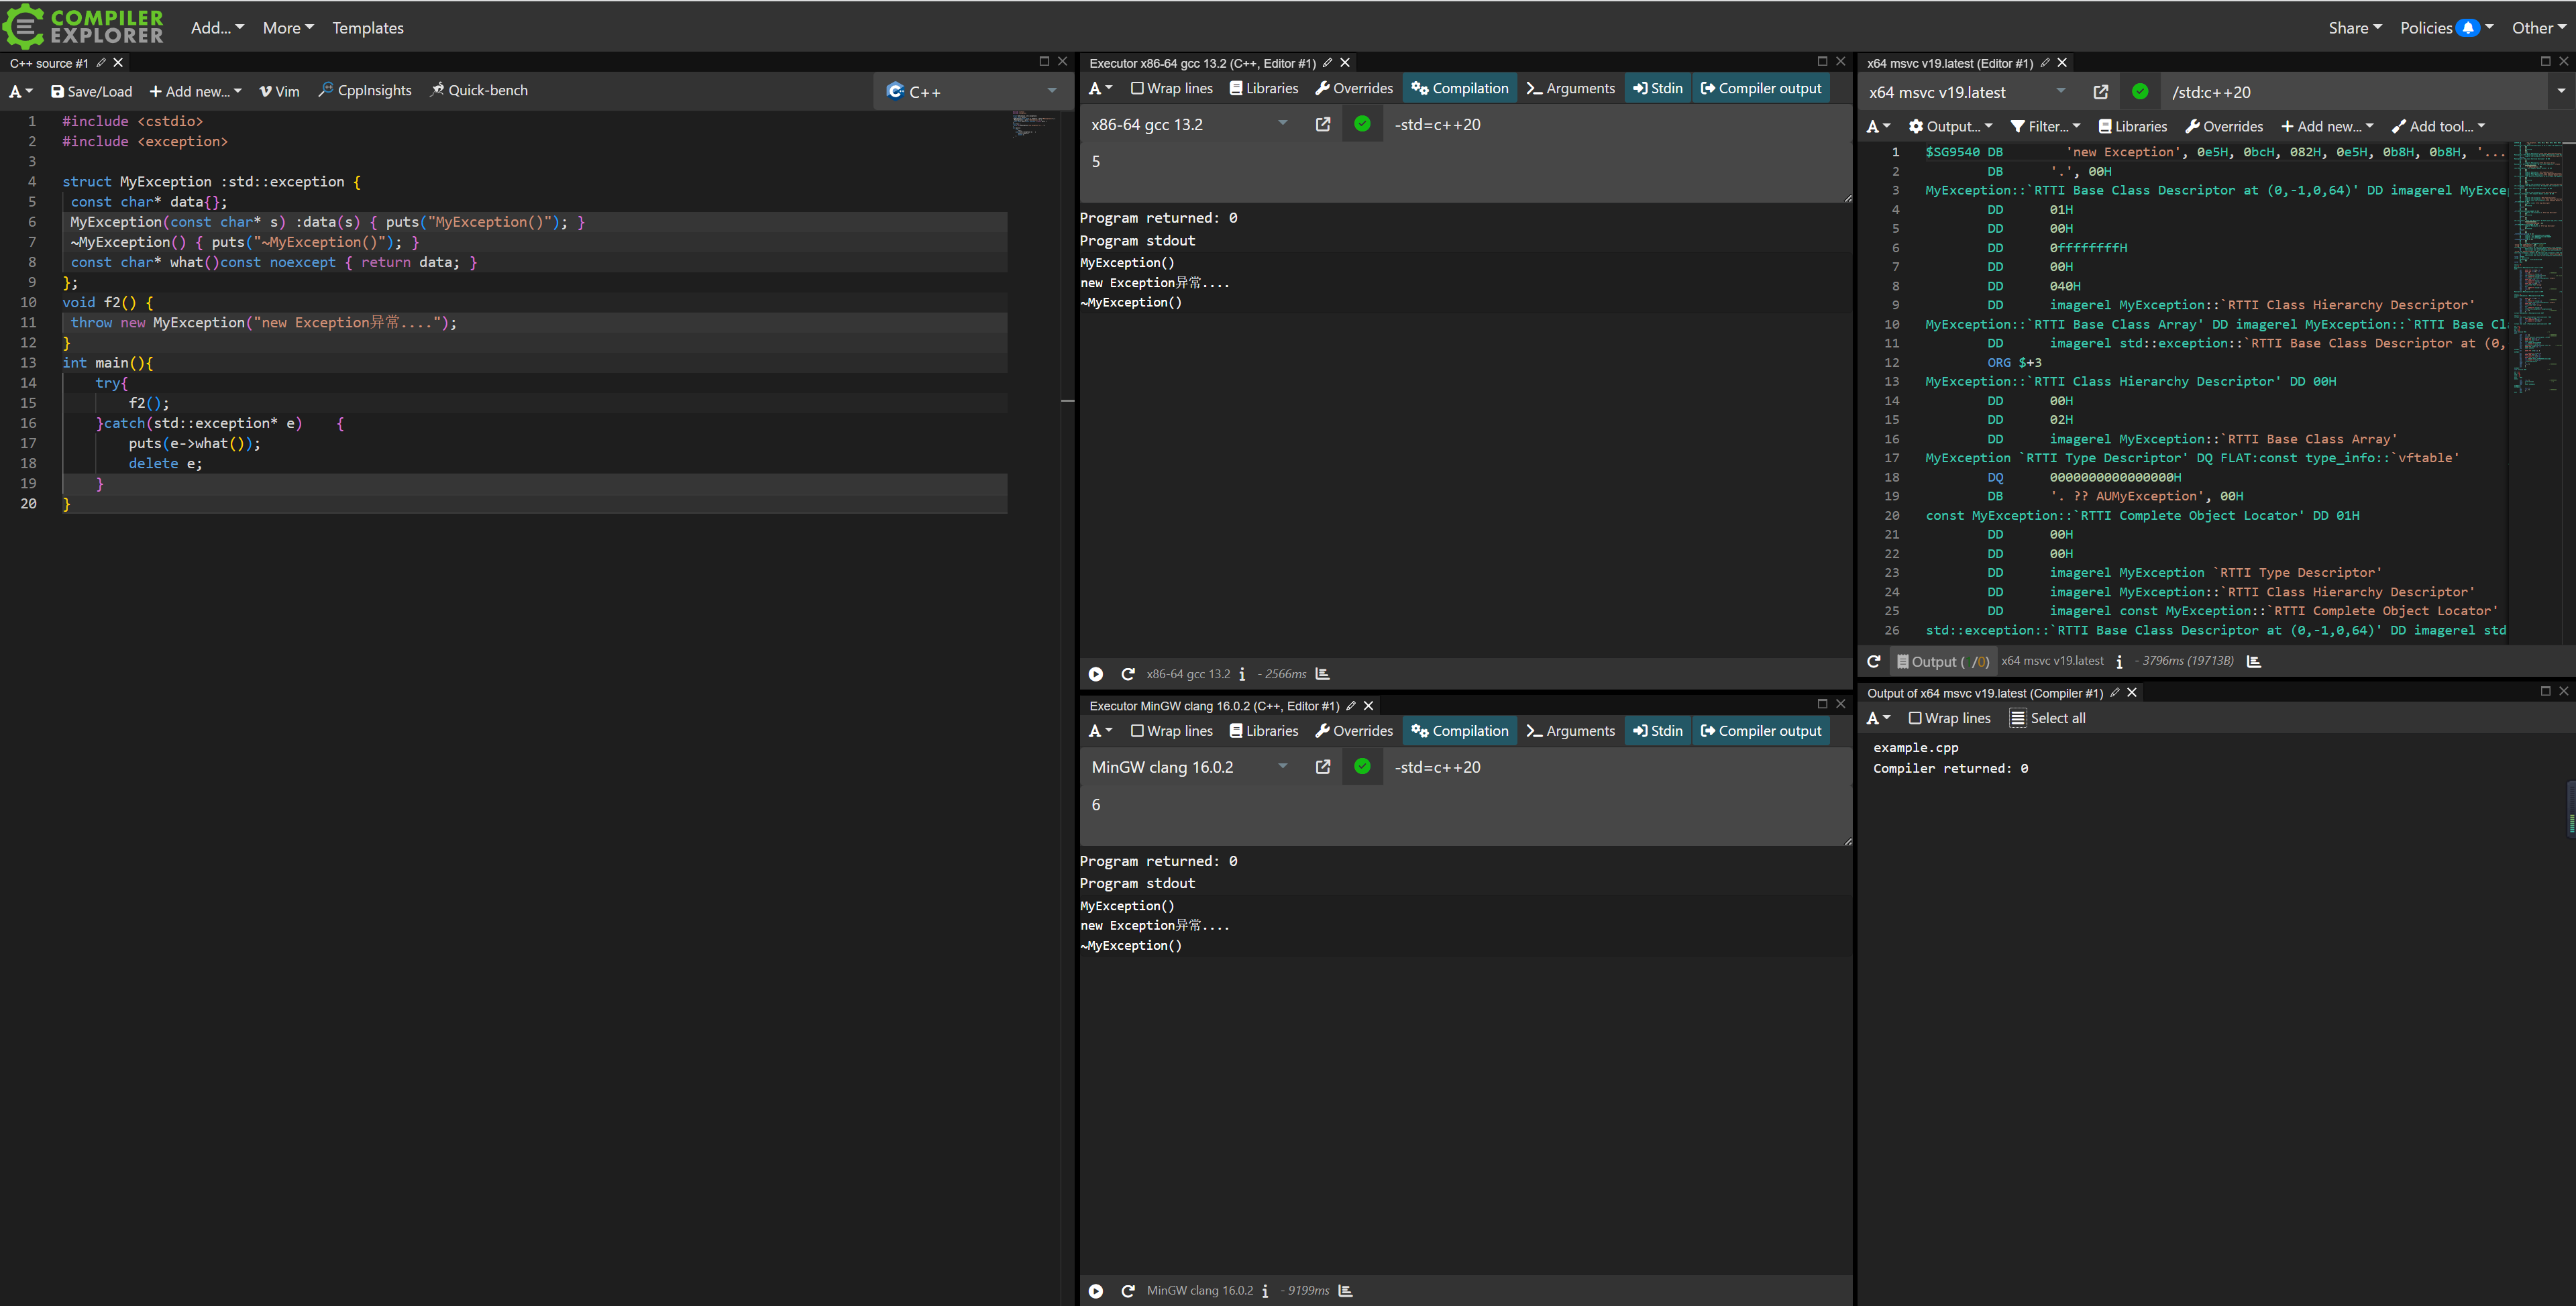 COMPILER EXPLORER
Add... More Templates
Share Policies Other
C++ source #1
A Save/Load Add new... Vim CppInsights Quick-bench
C++
1 #include <cstdio>
2 #include <exception>
3
4 struct MyException :std::exception {
5 const char* data{};
6 MyException(const char* s) :data(s) { puts("MyException()"); }
7 ~MyException() { puts("~MyException()"); }
8 const char* what()const noexcept { return data; }
9 };
10 void f2() {
11 throw new MyException("new Exception异常....");
12 }
13 int main(){
14 try{
15 f2();
16 }catch(std::exception* e) {
17 puts(e->what());
18 delete e;
19 }
20 }
Executor x86-64 gcc 13.2 (C++, Editor #1)
A Wrap lines Libraries Overrides Compilation Arguments Stdin Compiler output
x86-64 gcc 13.2 -std=c++20
5
Program returned: 0
Program stdout
MyException()
new Exception异常....
~MyException()
x86-64 gcc 13.2 i - 2566ms
Executor MinGW clang 16.0.2 (C++, Editor #1)
A Wrap lines Libraries Overrides Compilation Arguments Stdin Compiler output
MinGW clang 16.0.2 -std=c++20
6
Program returned: 0
Program stdout
MyException()
new Exception异常....
~MyException()
MinGW clang 16.0.2 i - 9199ms
x64 msvc v19.latest (Editor #1)
x64 msvc v19.latest /std:c++20
A Output... Filter... Libraries Overrides Add new... Add tool...
1 $SG9540 DB 'new Exception', 0e5H, 0bcH, 082H, 0e5H, 0b8H, 0b8H, '...
2 DB '.', 00H
3 MyException::`RTTI Base Class Descriptor at (0,-1,0,64)' DD imagerel MyExce
4 DD 01H
5 DD 00H
6 DD 0ffffffffH
7 DD 00H
8 DD 040H
9 DD imagerel MyException::`RTTI Class Hierarchy Descriptor'
10 MyException::`RTTI Base Class Array' DD imagerel MyException::`RTTI Base Cl
11 DD imagerel std::exception::`RTTI Base Class Descriptor at (0,
12 ORG $+3
13 MyException::`RTTI Class Hierarchy Descriptor' DD 00H
14 DD 00H
15 DD 02H
16 DD imagerel MyException::`RTTI Base Class Array'
17 MyException `RTTI Type Descriptor' DQ FLAT:const type_info::`vftable'
18 DQ 0000000000000000H
19 DB '. ?? AUMyException', 00H
20 const MyException::`RTTI Complete Object Locator' DD 01H
21 DD 00H
22 DD 00H
23 DD imagerel MyException `RTTI Type Descriptor'
24 DD imagerel MyException::`RTTI Class Hierarchy Descriptor'
25 DD imagerel const MyException::`RTTI Complete Object Locator'
26 std::exception::`RTTI Base Class Descriptor at (0,-1,0,64)' DD imagerel std
Output ( /0) x64 msvc v19.latest i - 3796ms (19713B)
Output of x64 msvc v19.latest (Compiler #1)
A Wrap lines Select all
example.cpp
Compiler returned: 0